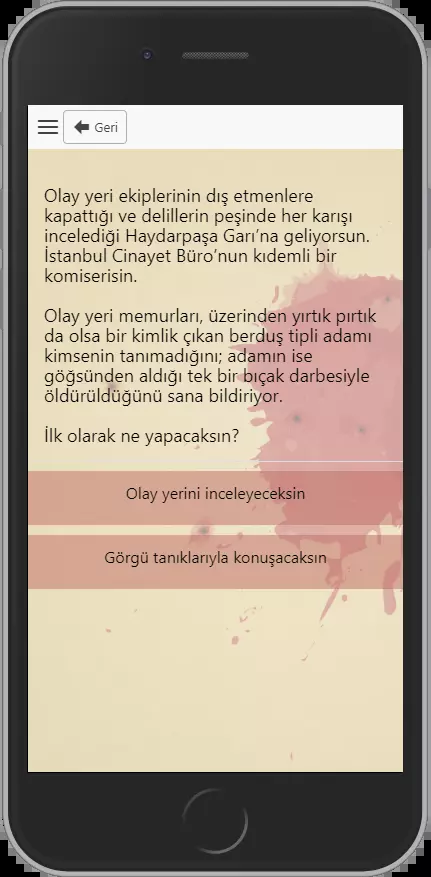 Geri
Olay yeri ekiplerinin dış etmenlere
kapattığı ve delillerin peşinde her karışı
incelediği Haydarpaşa Garı’na geliyorsun.
İstanbul Cinayet Büro’nun kıdemli bir
komiserisin.
Olay yeri memurları, üzerinden yırtık pırtık
da olsa bir kimlik çıkan berduş tipli adamı
kimsenin tanımadığını; adamın ise
göğsünden aldığı tek bir bıçak darbesiyle
öldürüldüğünü sana bildiriyor.
İlk olarak ne yapacaksın?
Olay yerini inceleyeceksin
Görgü tanıklarıyla konuşacaksın